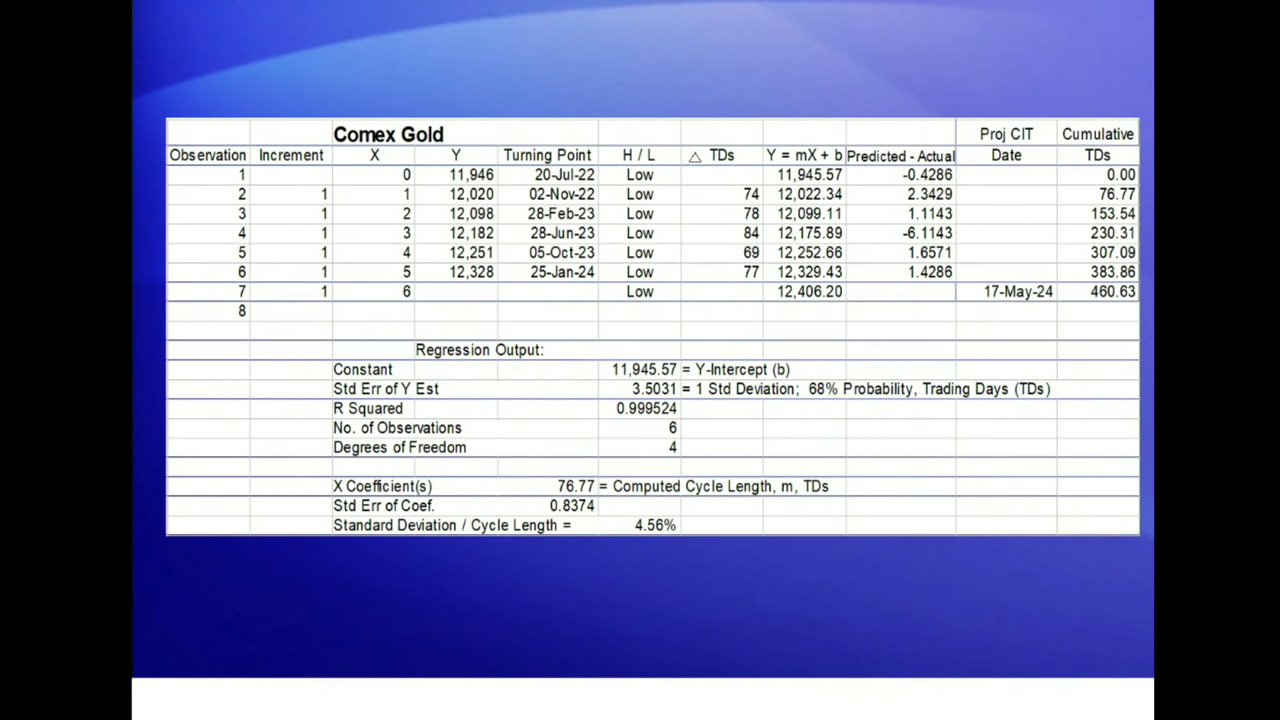 Comex Gold Proj CIT Cumulative
Observation Increment X Y Turning Point H / L △ TDs Y = mX + b Predicted - Actual Date TDs
1 0 11,946 20-Jul-22 Low 11,945.57 -0.4286 0.00
2 1 1 12,020 02-Nov-22 Low 74 12,022.34 2.3429 76.77
3 1 2 12,098 28-Feb-23 Low 78 12,099.11 1.1143 153.54
4 1 3 12,182 28-Jun-23 Low 84 12,175.89 -6.1143 230.31
5 1 4 12,251 05-Oct-23 Low 69 12,252.66 1.6571 307.09
6 1 5 12,328 25-Jan-24 Low 77 12,329.43 1.4286 383.86
7 1 6 Low 12,406.20 17-May-24 460.63
8
Regression Output:
Constant 11,945.57 = Y-Intercept (b)
Std Err of Y Est 3.5031 = 1 Std Deviation; 68% Probability, Trading Days (TDs)
R Squared 0.999524
No. of Observations 6
Degrees of Freedom 4
X Coefficient(s) 76.77 = Computed Cycle Length, m, TDs
Std Err of Coef. 0.8374
Standard Deviation / Cycle Length = 4.56%